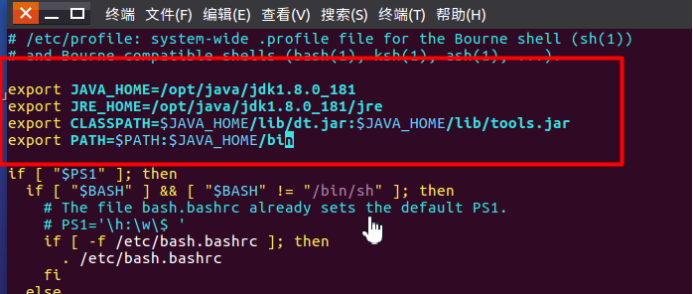 终端 文件(F) 编辑(E) 查看(V) 搜索(S) 终端(T) 帮助(H)
# /etc/profile: system-wide .profile file for the Bourne shell (sh(1))
# and Bourne compatible shells (bash(1), ksh(1), ash(1), ...).
export JAVA_HOME=/opt/java/jdk1.8.0_181
export JRE_HOME=/opt/java/jdk1.8.0_181/jre
export CLASSPATH=$JAVA_HOME/lib/dt.jar:$JAVA_HOME/lib/tools.jar
export PATH=$PATH:$JAVA_HOME/bin
if [ "$PS1" ]; then
if [ "$BASH" ] && [ "$BASH" != "/bin/sh" ]; then
# The file bash.bashrc already sets the default PS1.
# PS1='\h:\w\$ '
if [ -f /etc/bash.bashrc ]; then
. /etc/bash.bashrc
fi
else